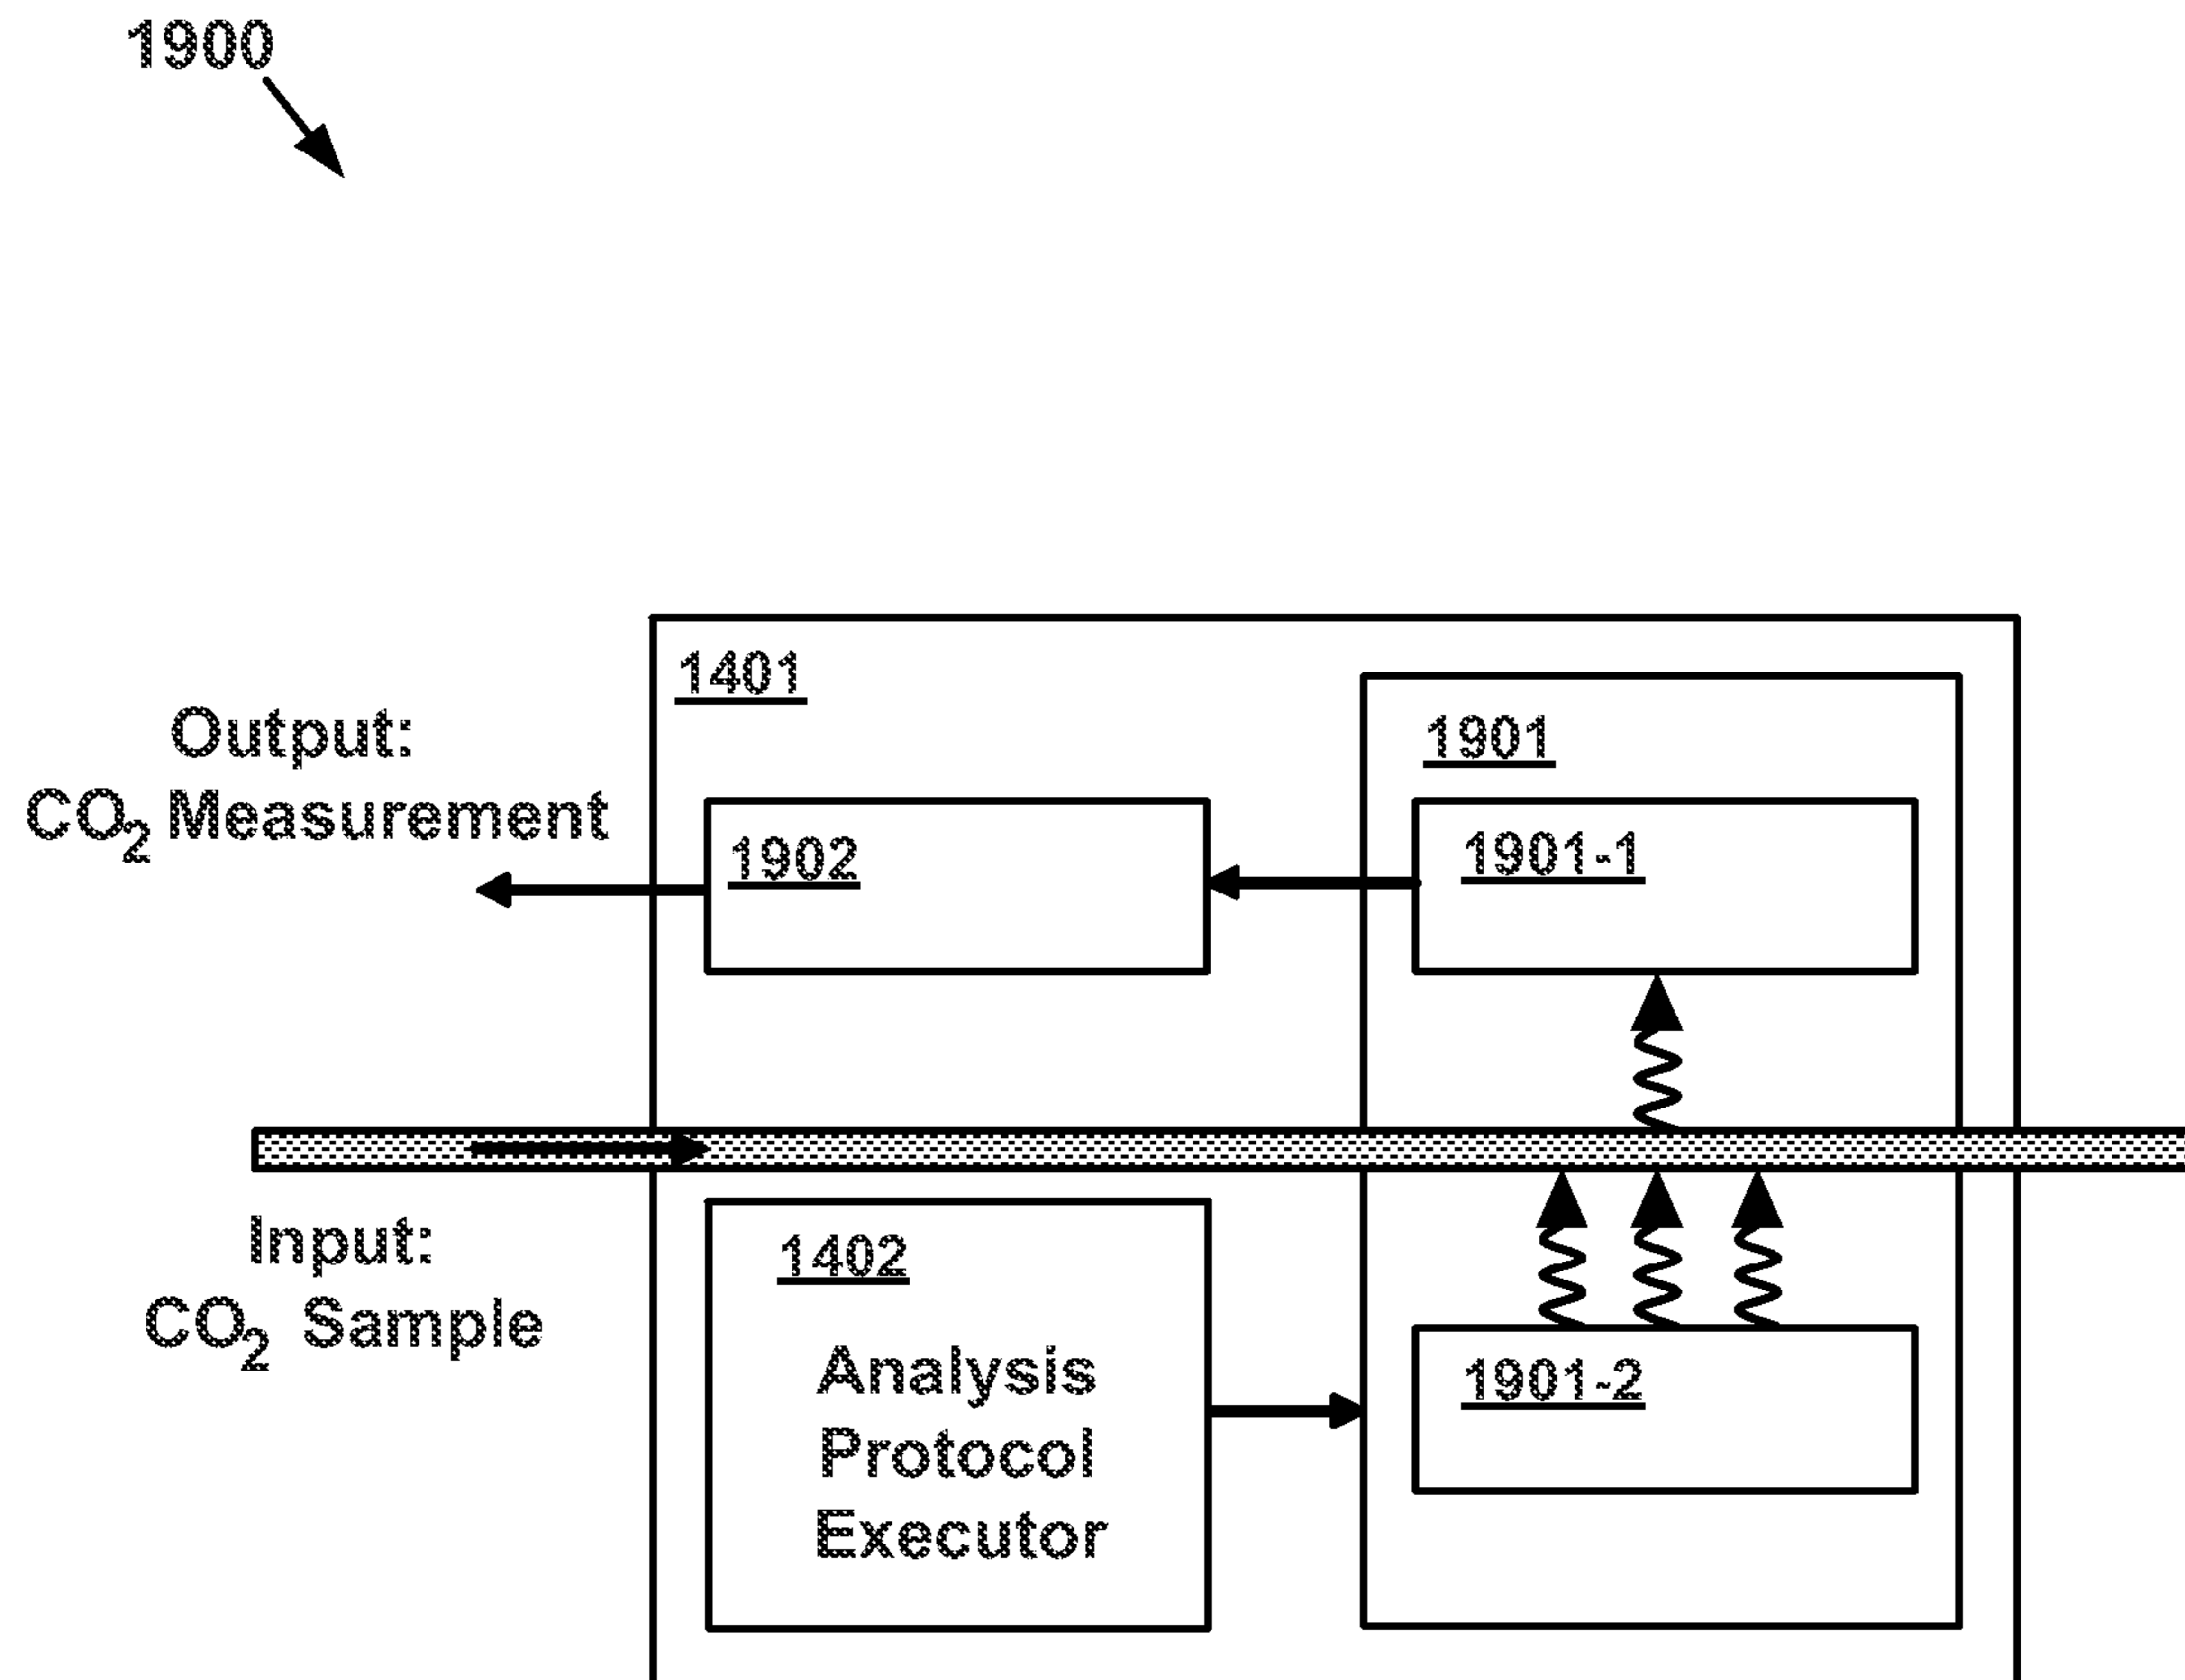 1900
1401
1901
Output:
CO2 Measurement
1902
1901-1
Input:
CO2 Sample
1402
Analysis
Protocol
Executor
1901-2